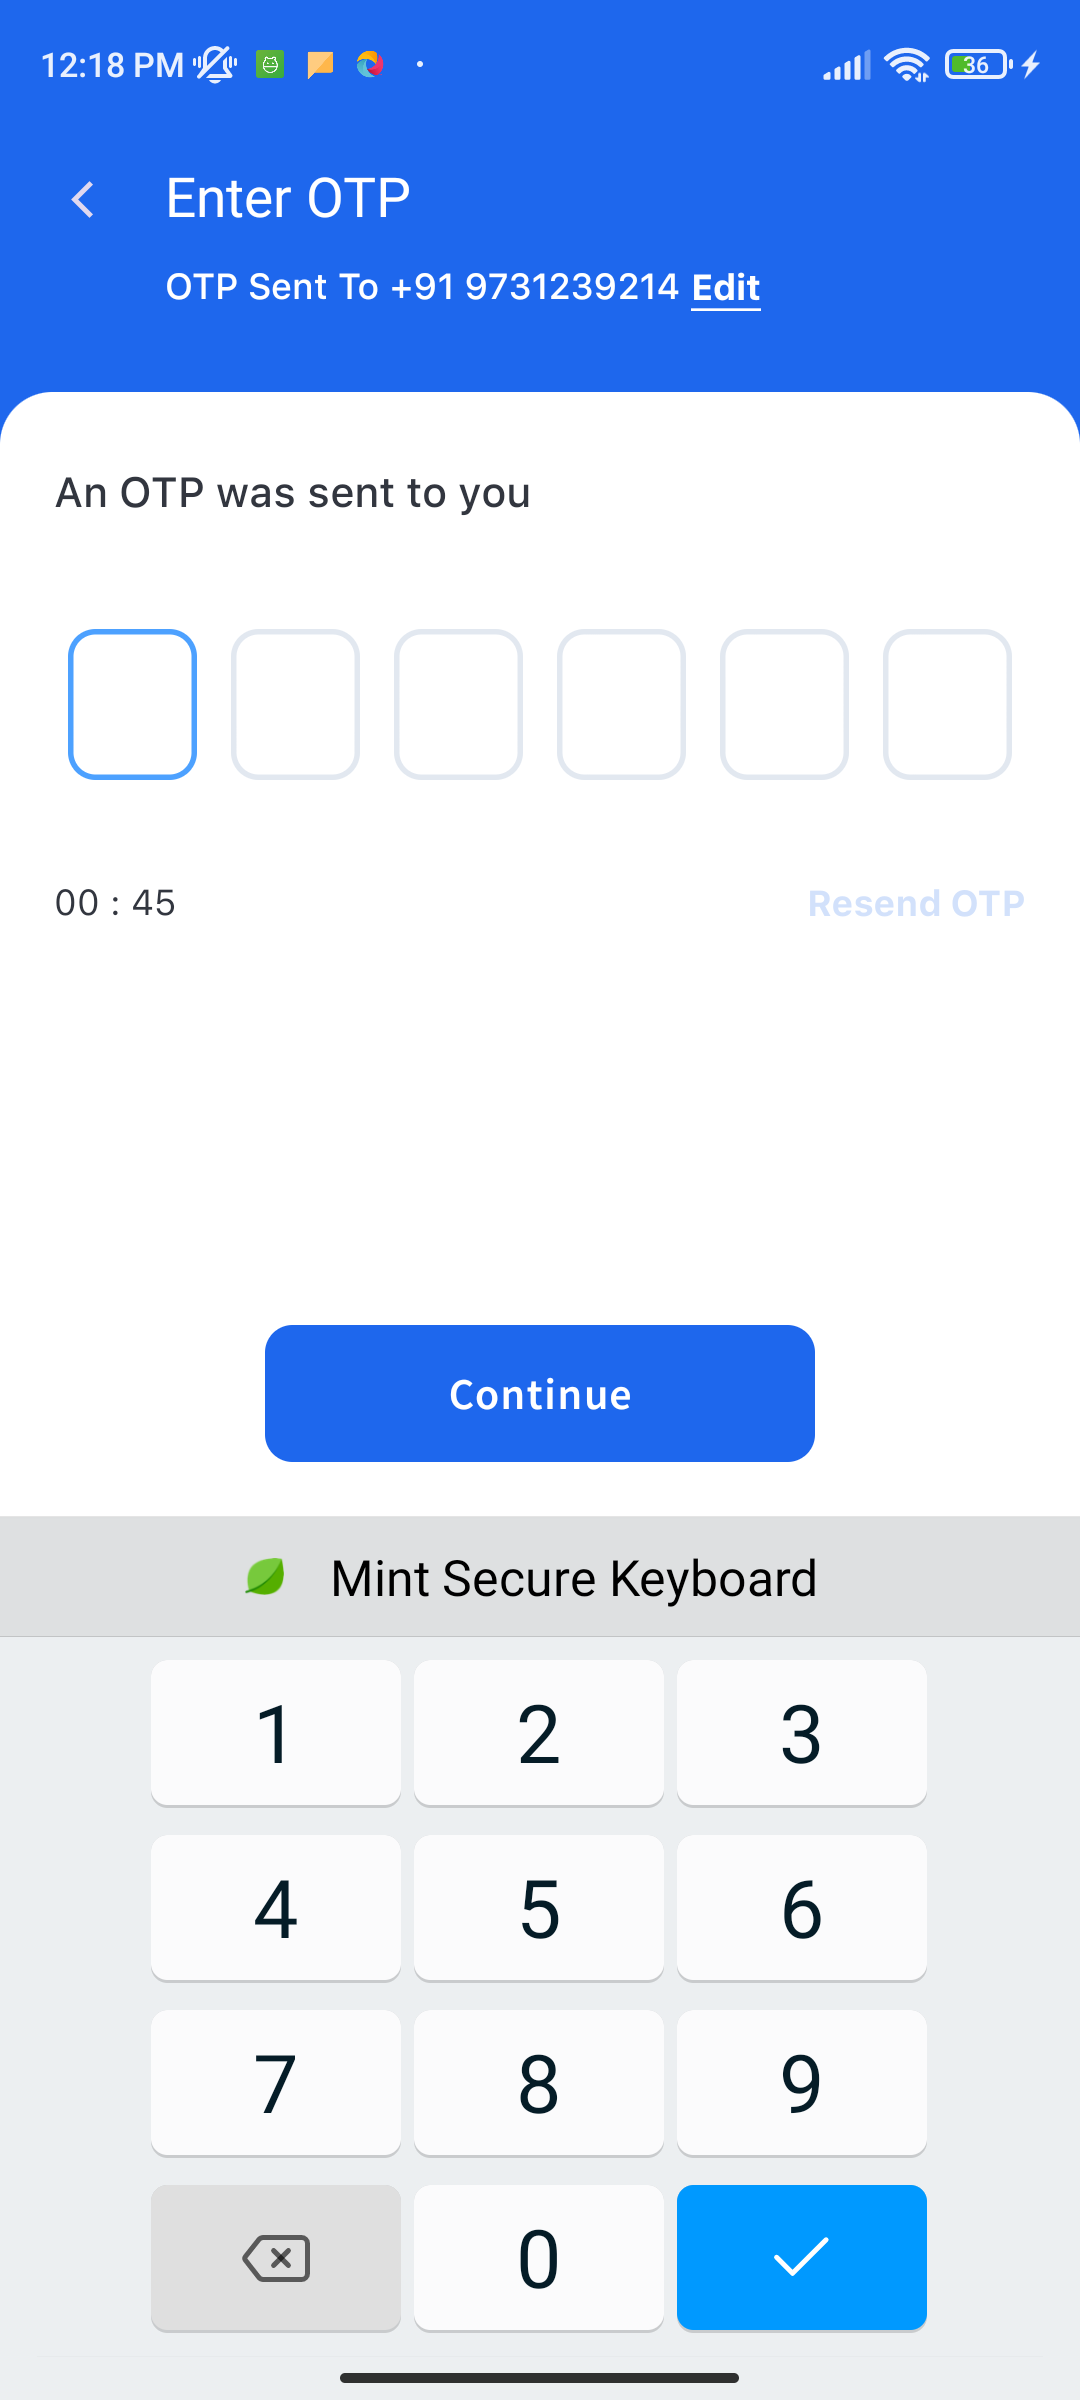 12:18 PM
36
Enter OTP
OTP Sent To +91 9731239214 Edit
An OTP was sent to you
00 : 45
Resend OTP
Continue
Mint Secure Keyboard
1 2 3
4 5 6
7 8 9
0